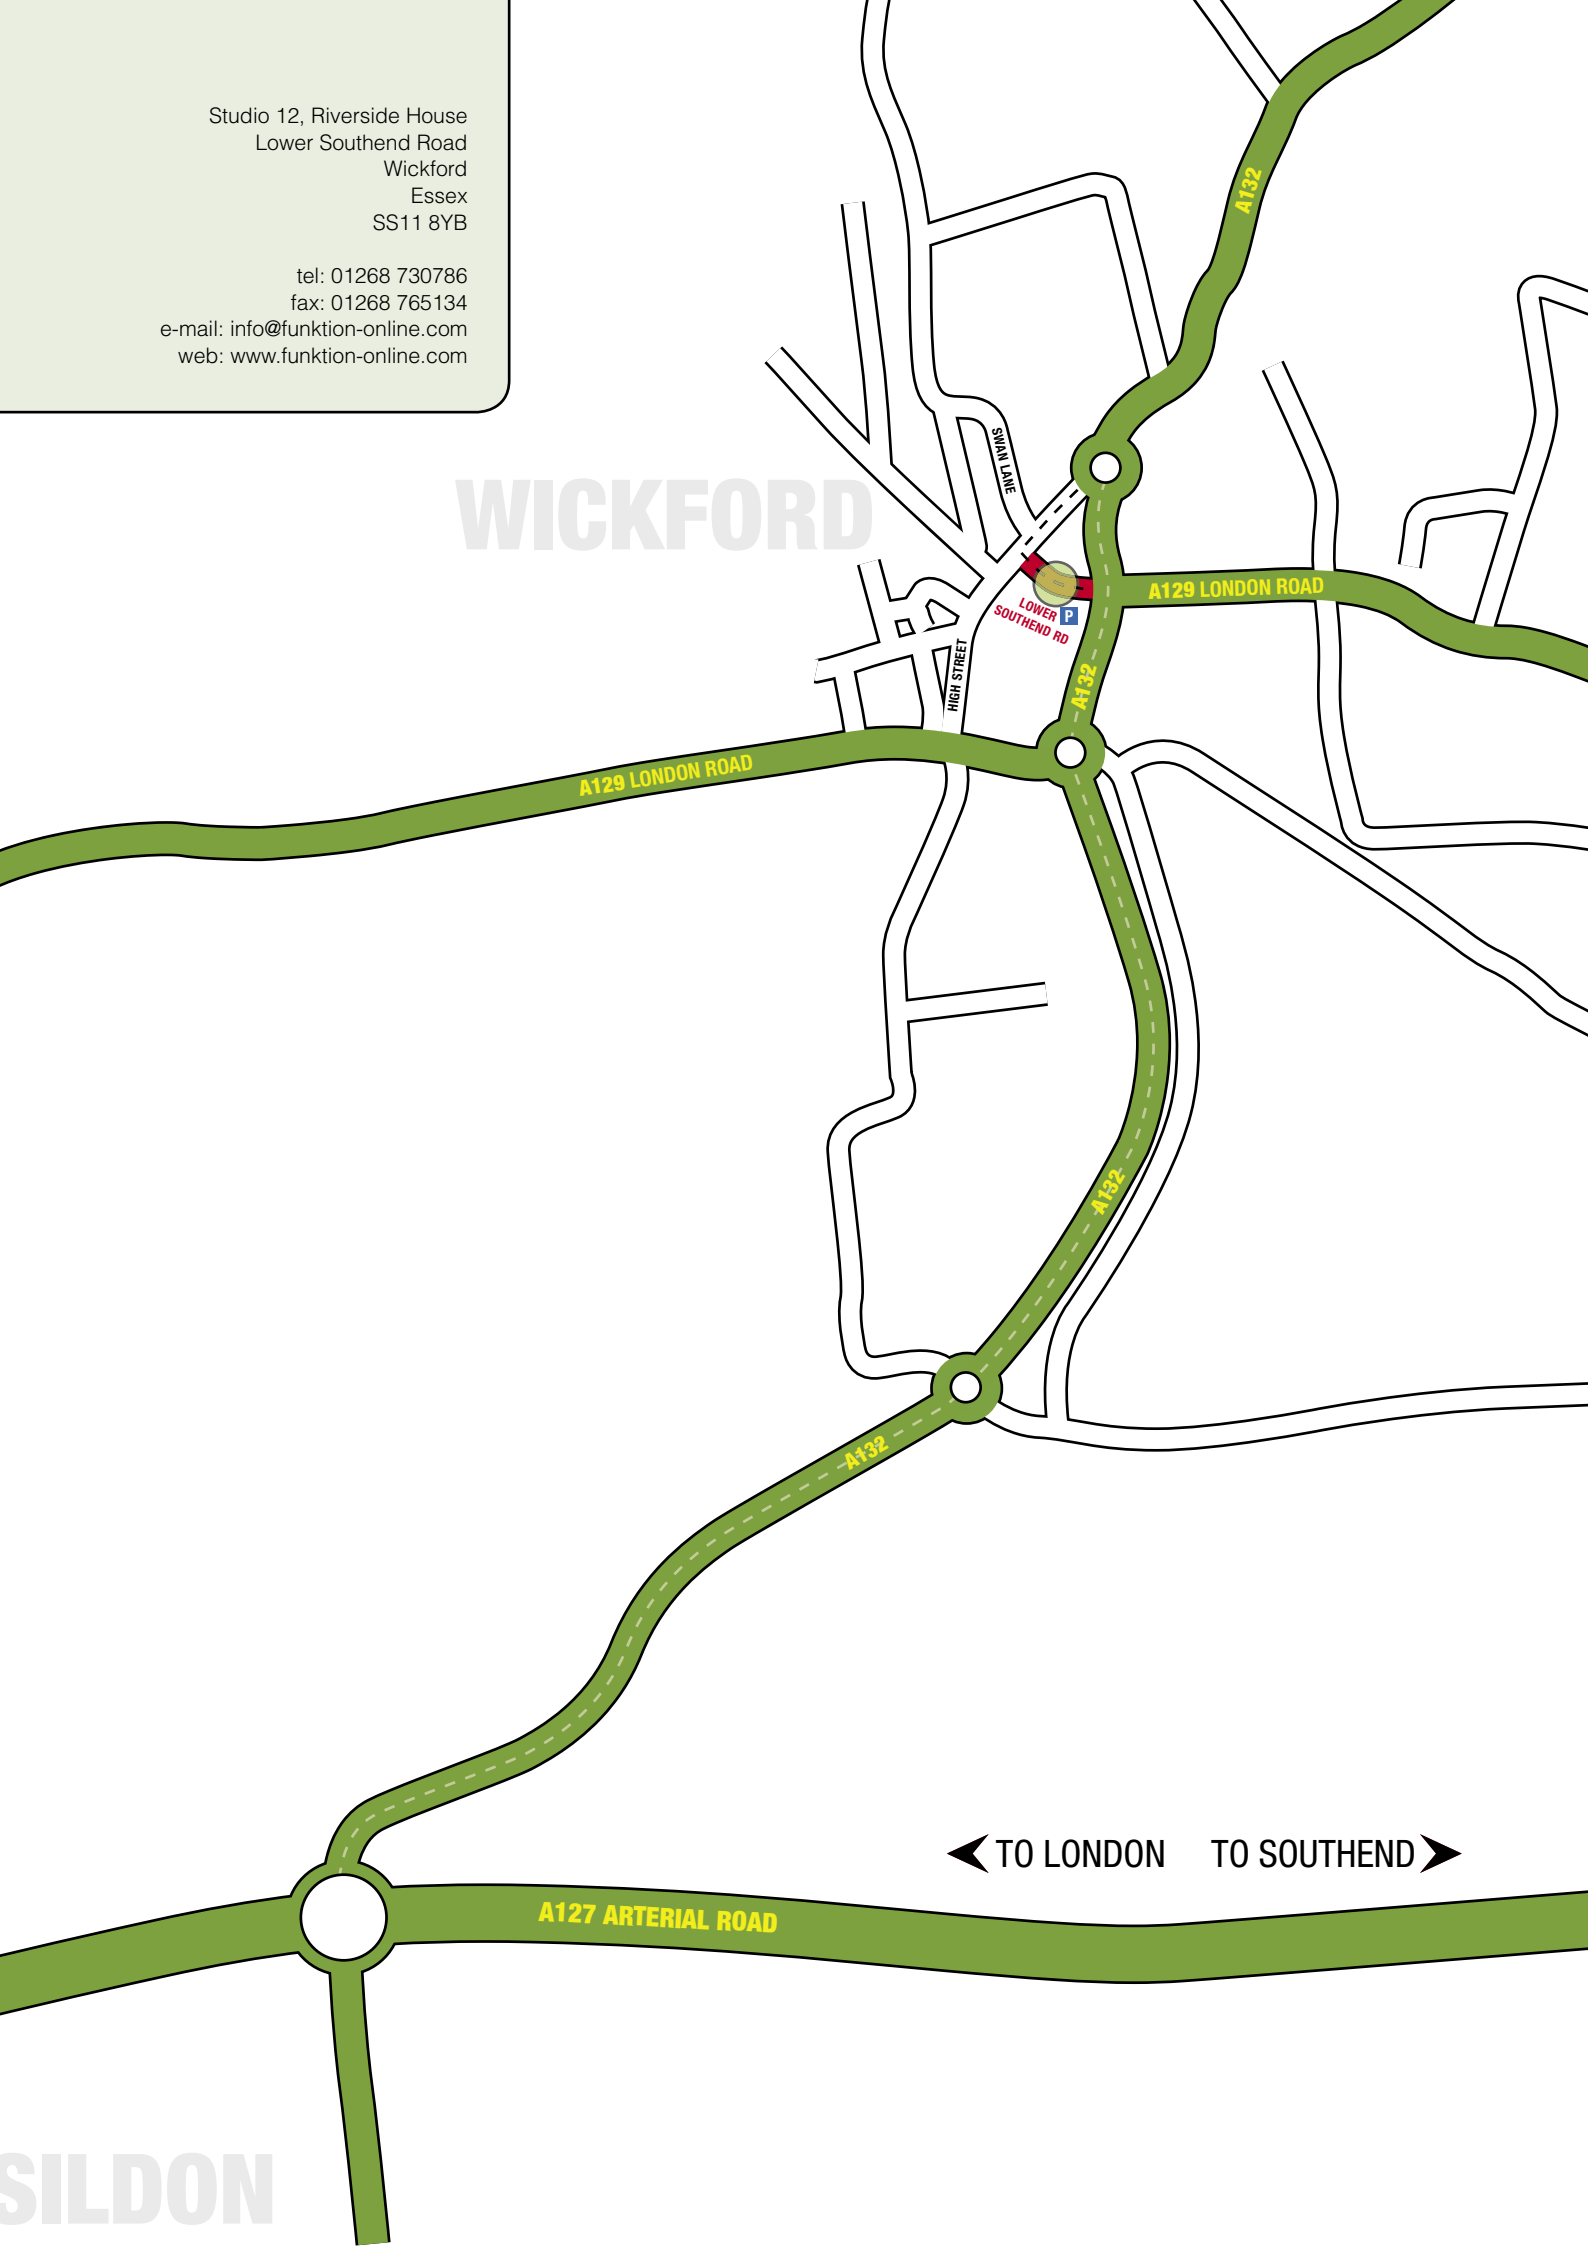 Studio 12, Riverside House
Lower Southend Road
Wickford
Essex
SS11 8YB
tel: 01268 730786
fax: 01268 765134
e-mail: info@funktion-online.com
web: www.funktion-online.com
A132
WICKFORD
SWAN LANE
A129 LONDON ROAD
LOWER P
SOUTHEND RD
HIGH STREET
A132
A129 LONDON ROAD
A132
A132
TO LONDON TO SOUTHEND
A127 ARTERIAL ROAD
SILDON